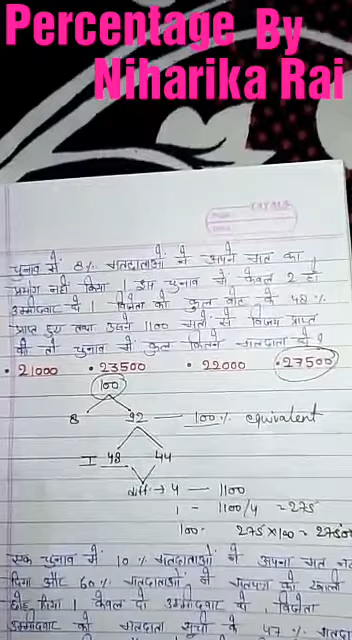 Percentage By
Niharika Rai
चुनाव में 8% मतदाताओं ने अपने मत का
प्रयोग नहीं किया । इस चुनाव में केवल 2 ही
उम्मीदवार थे । विजेता को कुल वोट के 48%
प्राप्त हुए तथा उसने 1100 मतों से विजय प्राप्त
की तो चुनाव में कुल कितने मतदाता थे ?
• 21000 • 23500 • 22000 • 27500
100
8 92 — 100% equivalent
I 48 44
diff → 4 — 1100
1 - 1100/4 = 275
100- 275×100 = 27500
एक चुनाव में 10% मतदाताओं ने अपना मत
दिया और 60% मतदाताओं ने मतपत्र को खाली
छोड़ दिया । केवल दो उम्मीदवार थे, विजेता
उम्मीदवार को मतदाता सूची के 47%